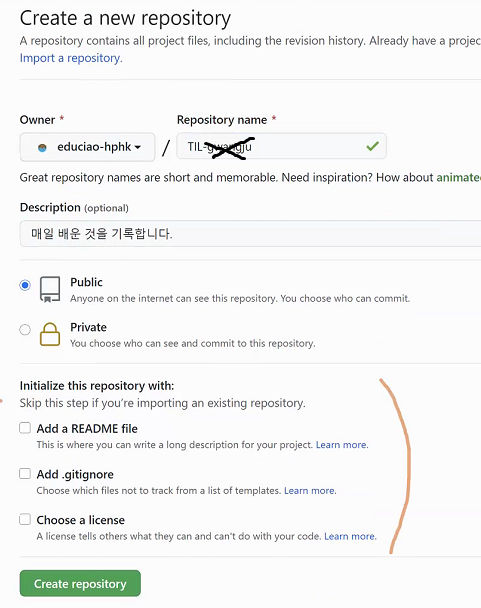 Create a new repository
A repository contains all project files, including the revision history. Already have a projec
Import a repository.
Owner *
Repository name *
educiao-hphk
/
TIL-gwangju
Great repository names are short and memorable. Need inspiration? How about animate
Description (optional)
매일 배운 것을 기록합니다.
Public
Anyone on the internet can see this repository. You choose who can commit.
Private
You choose who can see and commit to this repository.
Initialize this repository with:
Skip this step if you're importing an existing repository.
Add a README file
This is where you can write a long description for your project. Learn more.
Add .gitignore
Choose which files not to track from a list of templates. Learn more.
Choose a license
A license tells others what they can and can't do with your code. Learn more.
Create repository